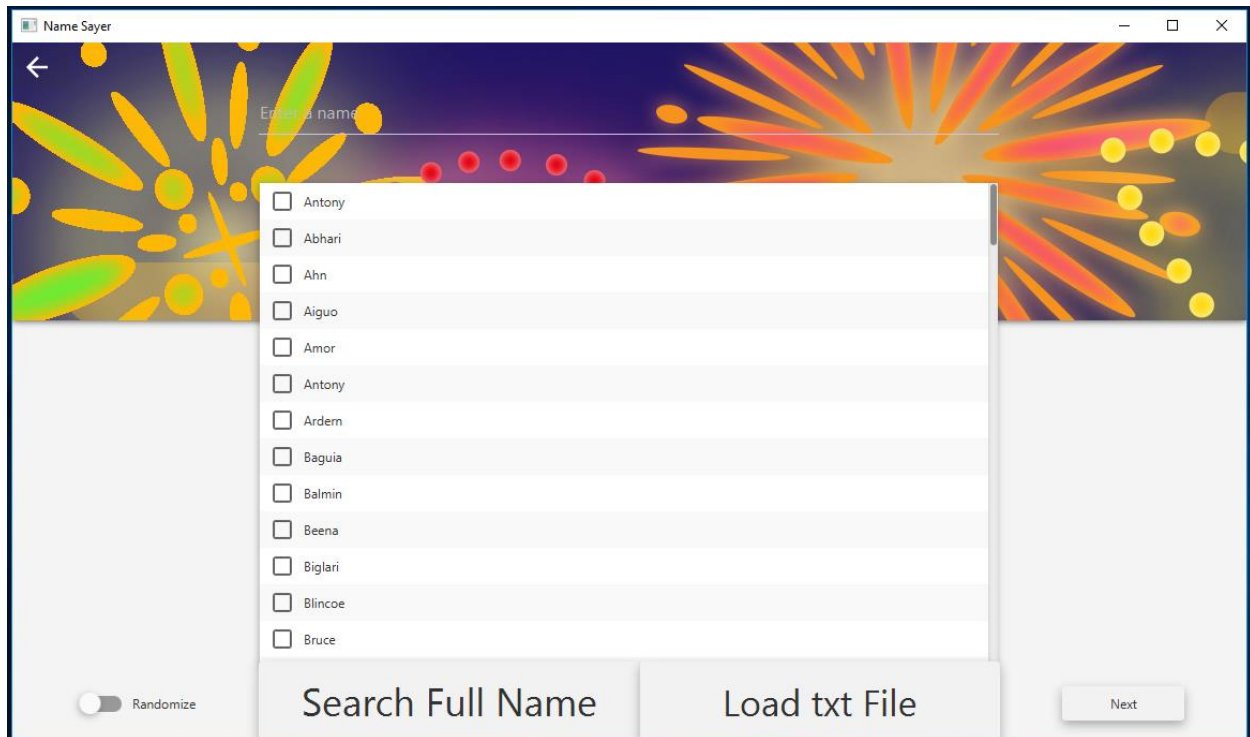 Name Sayer
Enter a name
Antony
Abhari
Ahn
Aiguo
Amor
Antony
Ardern
Baguia
Balmin
Beena
Biglari
Blincoe
Bruce
Randomize
Search Full Name
Load txt File
Next